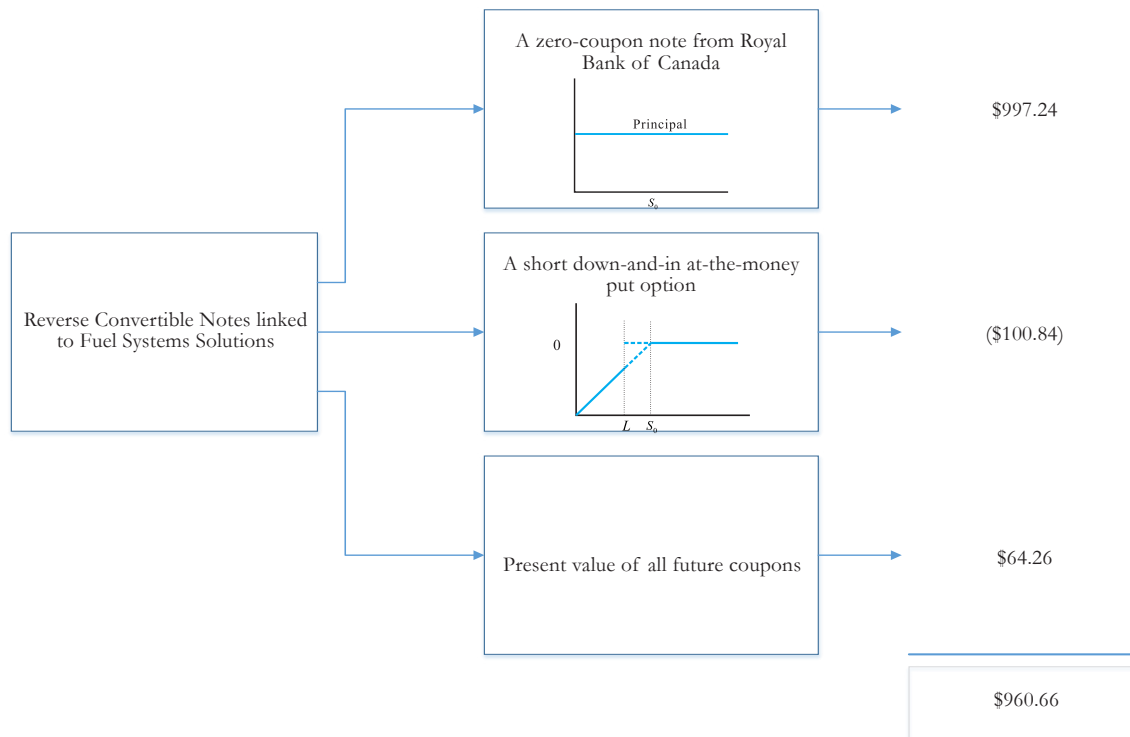 A zero-coupon note from Royal
Bank of Canada
Principal
S₀
$997.24
Reverse Convertible Notes linked
to Fuel Systems Solutions
A short down-and-in at-the-money
put option
0
L S₀
($100.84)
Present value of all future coupons
$64.26
$960.66